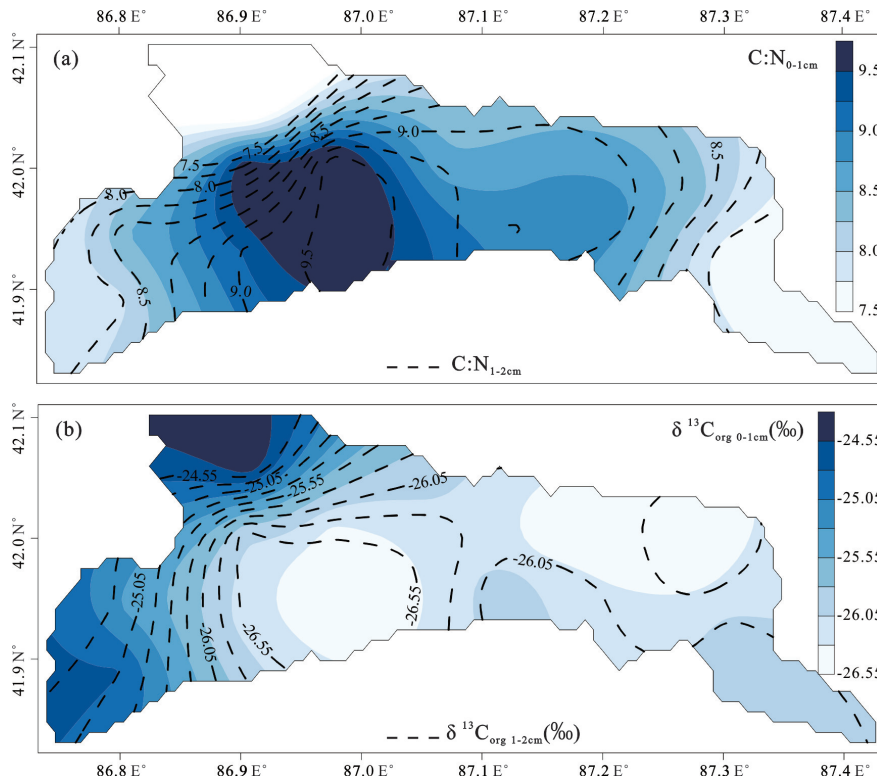 86.8 E° 86.9 E° 87.0 E° 87.1 E° 87.2 E° 87.3 E° 87.4 E°
(a)
C:N0-1cm
42.1 N°
42.0 N°
41.9 N°
9.5
9.0
8.5
8.0
7.5
7.5
8.0
8.0
8.5
8.5
9.0
9.0
9.5
8.5
C:N1-2cm
(b)
δ 13Corg 0-1cm(‰)
42.1 N°
42.0 N°
41.9 N°
-24.55
-25.05
-25.55
-26.05
-26.55
-24.55
-25.05
-25.55
-26.05
-25.05
-26.05
-26.55
-26.55
-26.05
δ 13Corg 1-2cm(‰)
86.8 E° 86.9 E° 87.0 E° 87.1 E° 87.2 E° 87.3 E° 87.4 E°